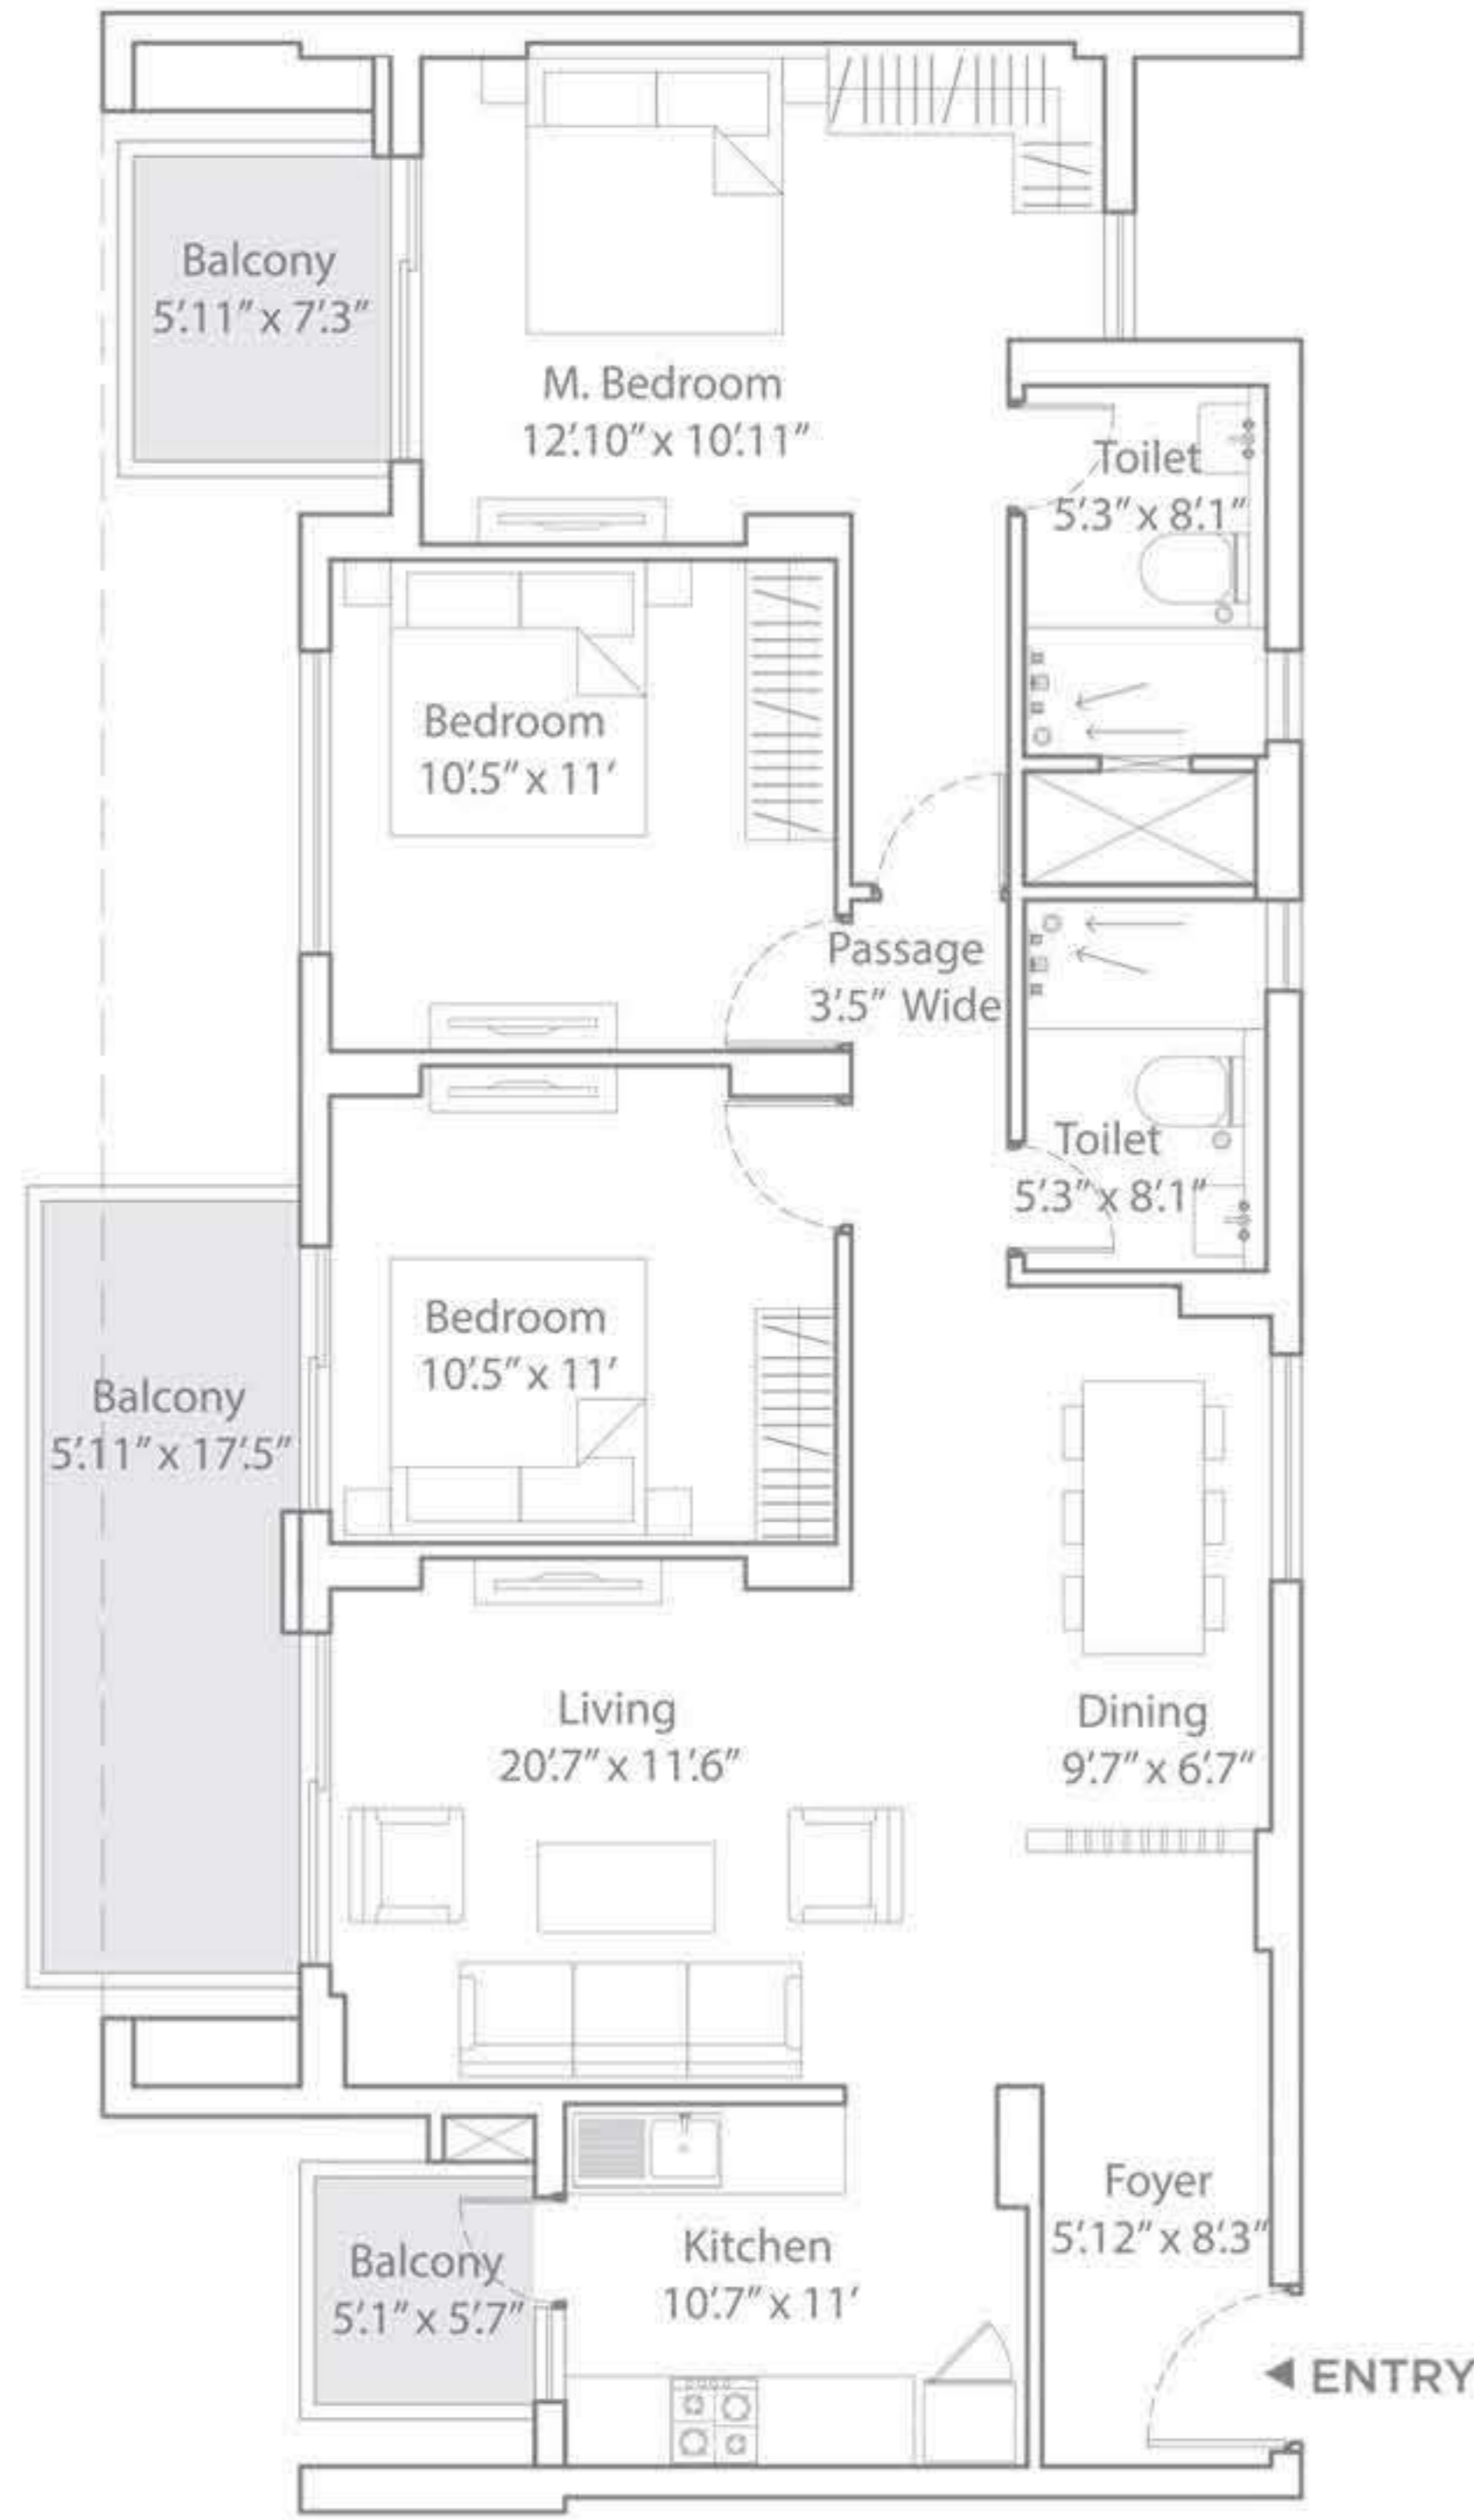 Balcony
5'.11" x 7'.3"
M. Bedroom
12'.10" x 10'.11"
Toilet
5'.3" x 8'.1"
Bedroom
10'.5" x 11'
Passage
3'.5" Wide
Toilet
5'.3" x 8'.1"
Bedroom
10'.5" x 11'
Balcony
5'.11" x 17'.5"
Living
20'.7" x 11'.6"
Dining
9'.7" x 6'.7"
Foyer
5'.12" x 8'.3"
Kitchen
10'.7" x 11'
Balcony
5'.1" x 5'.7"
ENTRY